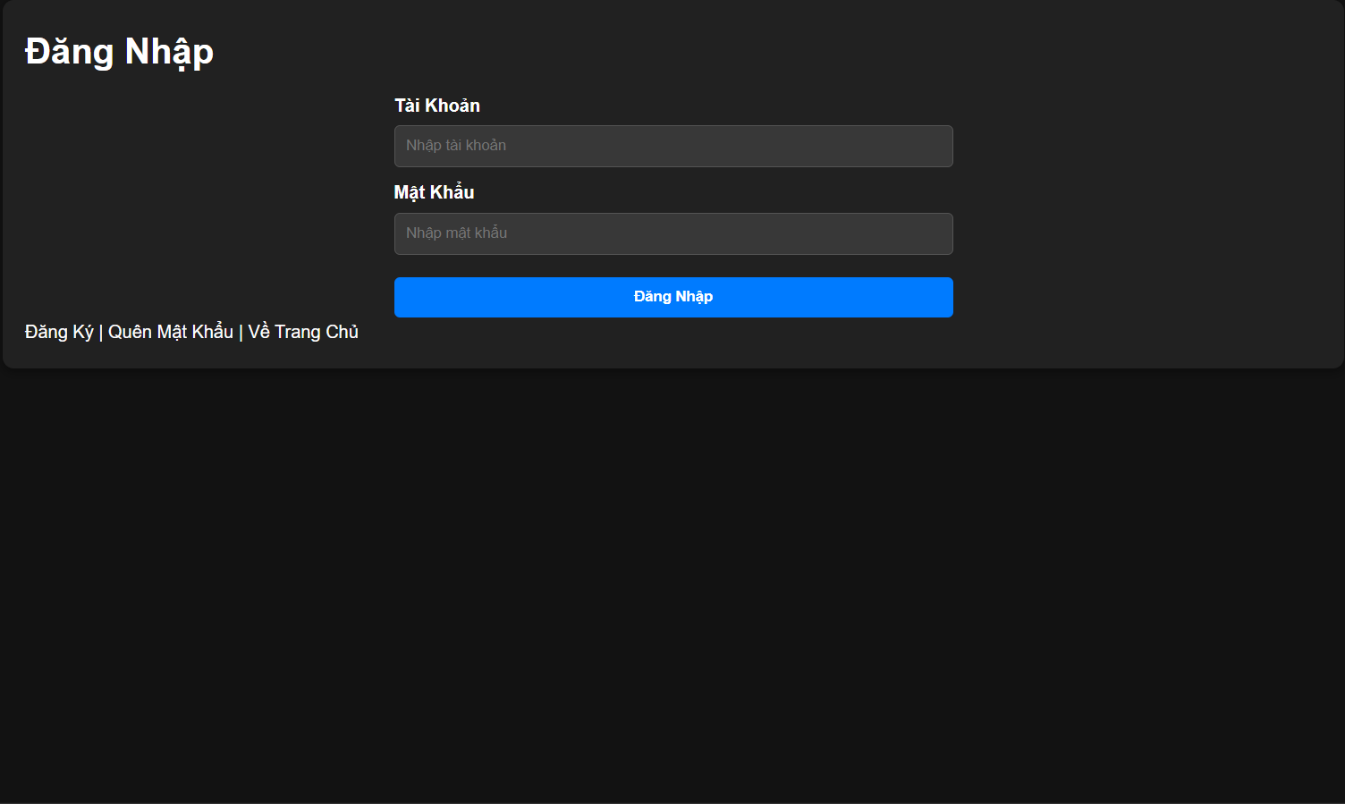 Đăng Nhập
Tài Khoản
Nhập tài khoản
Mật Khẩu
Nhập mật khẩu
Đăng Nhập
Đăng Ký | Quên Mật Khẩu | Về Trang Chủ